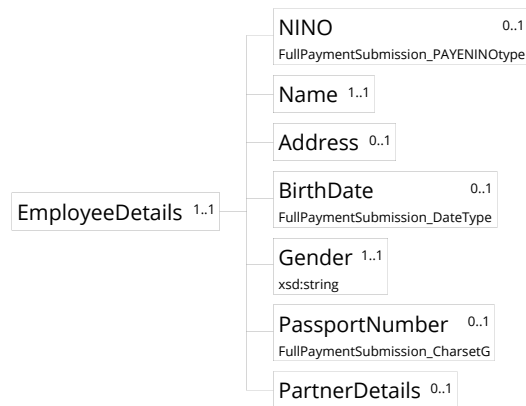 NINO 0..1
FullPaymentSubmission_PAYENINOtype
Name 1..1
Address 0..1
BirthDate 0..1
FullPaymentSubmission_DateType
EmployeeDetails 1..1
Gender 1..1
xsd:string
PassportNumber 0..1
FullPaymentSubmission_CharsetG
PartnerDetails 0..1